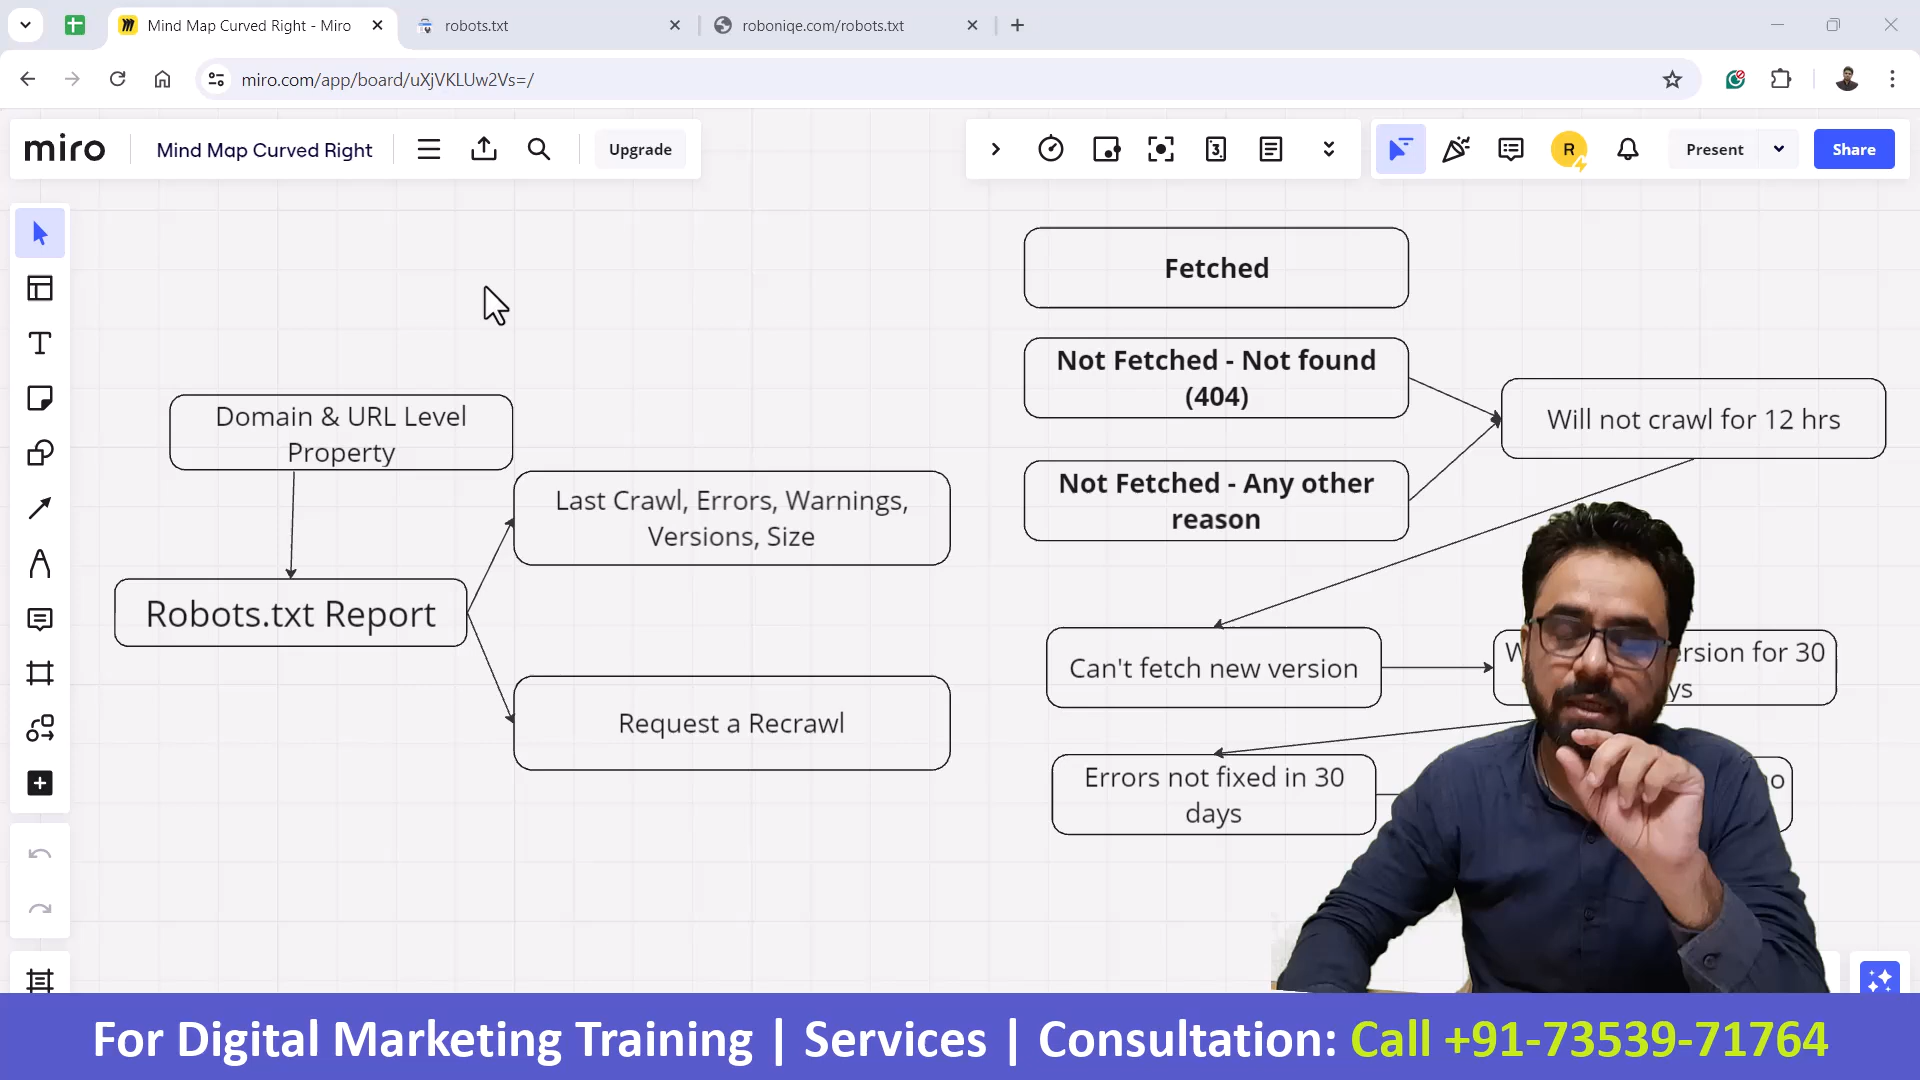 Mind Map Curved Right - Miro
robots.txt
roboniqe.com/robots.txt
miro.com/app/board/uXjVKLUw2Vs=/
miro
Mind Map Curved Right
Upgrade
3
R
Present
Share
Fetched
Not Fetched - Not found
(404)
Will not crawl for 12 hrs
Domain & URL Level
Property
Last Crawl, Errors, Warnings,
Versions, Size
Not Fetched - Any other
reason
Robots.txt Report
Can't fetch new version
for 30
Request a Recrawl
Errors not fixed in 30
days
For Digital Marketing Training | Services | Consultation: Call +91-73539-71764